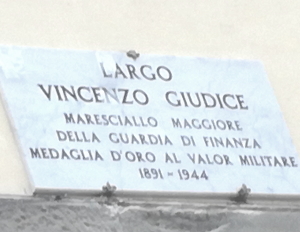 LARGO
VINCENZO GIUDICE
MARESCIALLO MAGGIORE
DELLA GUARDIA DI FINANZA
MEDAGLIA D'ORO AL VALOR MILITARE
1891-1944